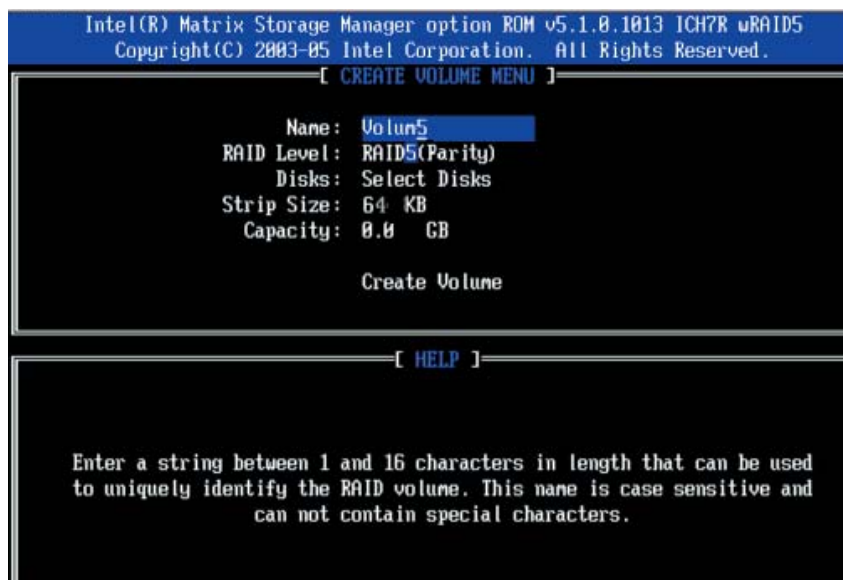 Intel(R) Matrix Storage Manager option ROM v5.1.0.1013 ICH7R wRAID5
Copyright(C) 2003-05 Intel Corporation. All Rights Reserved.
[ CREATE VOLUME MENU ]
Name: Volum5
RAID Level: RAID5(Parity)
Disks: Select Disks
Strip Size: 64 KB
Capacity: 0.0 GB
Create Volume
[ HELP ]
Enter a string between 1 and 16 characters in length that can be used
to uniquely identify the RAID volume. This name is case sensitive and
can not contain special characters.